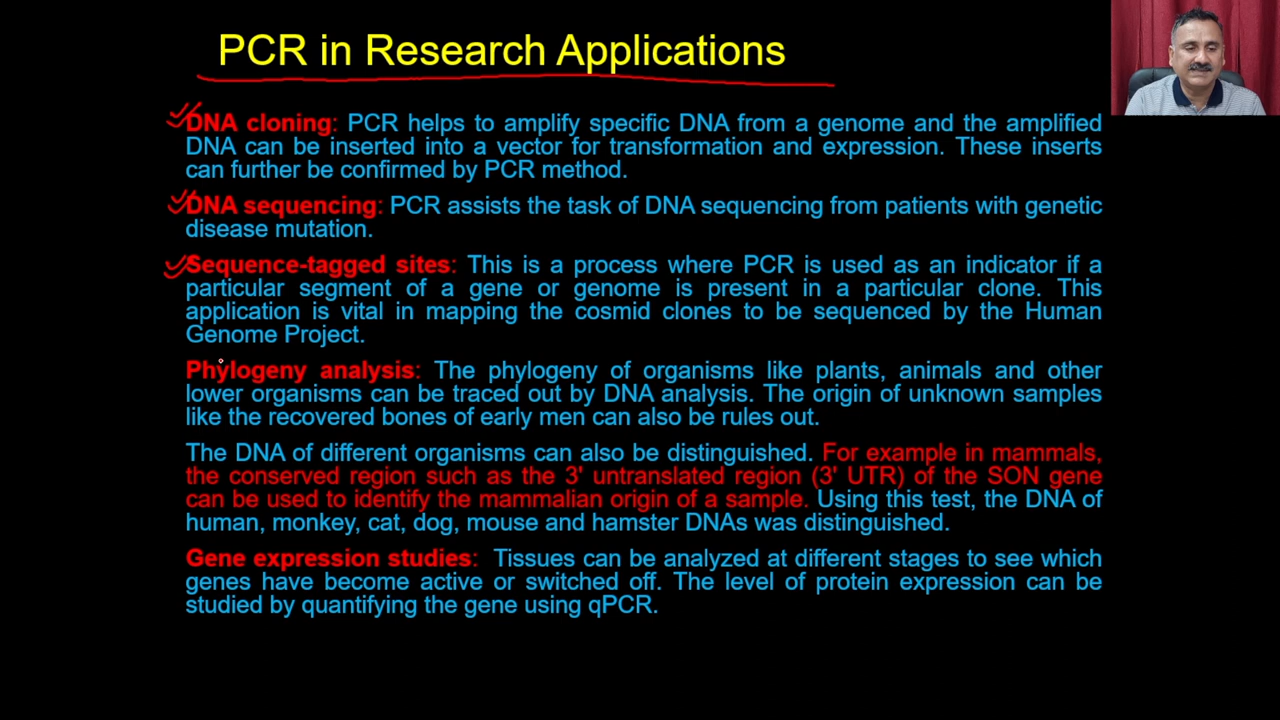 PCR in Research Applications
DNA cloning: PCR helps to amplify specific DNA from a genome and the amplified
DNA can be inserted into a vector for transformation and expression. These inserts
can further be confirmed by PCR method.
DNA sequencing: PCR assists the task of DNA sequencing from patients with genetic
disease mutation.
Sequence-tagged sites: This is a process where PCR is used as an indicator if a
particular segment of a gene or genome is present in a particular clone. This
application is vital in mapping the cosmid clones to be sequenced by the Human
Genome Project.
Phylogeny analysis: The phylogeny of organisms like plants, animals and other
lower organisms can be traced out by DNA analysis. The origin of unknown samples
like the recovered bones of early men can also be rules out.
The DNA of different organisms can also be distinguished. For example in mammals,
the conserved region such as the 3' untranslated region (3' UTR) of the SON gene
can be used to identify the mammalian origin of a sample. Using this test, the DNA of
human, monkey, cat, dog, mouse and hamster DNAs was distinguished.
Gene expression studies: Tissues can be analyzed at different stages to see which
genes have become active or switched off. The level of protein expression can be
studied by quantifying the gene using qPCR.